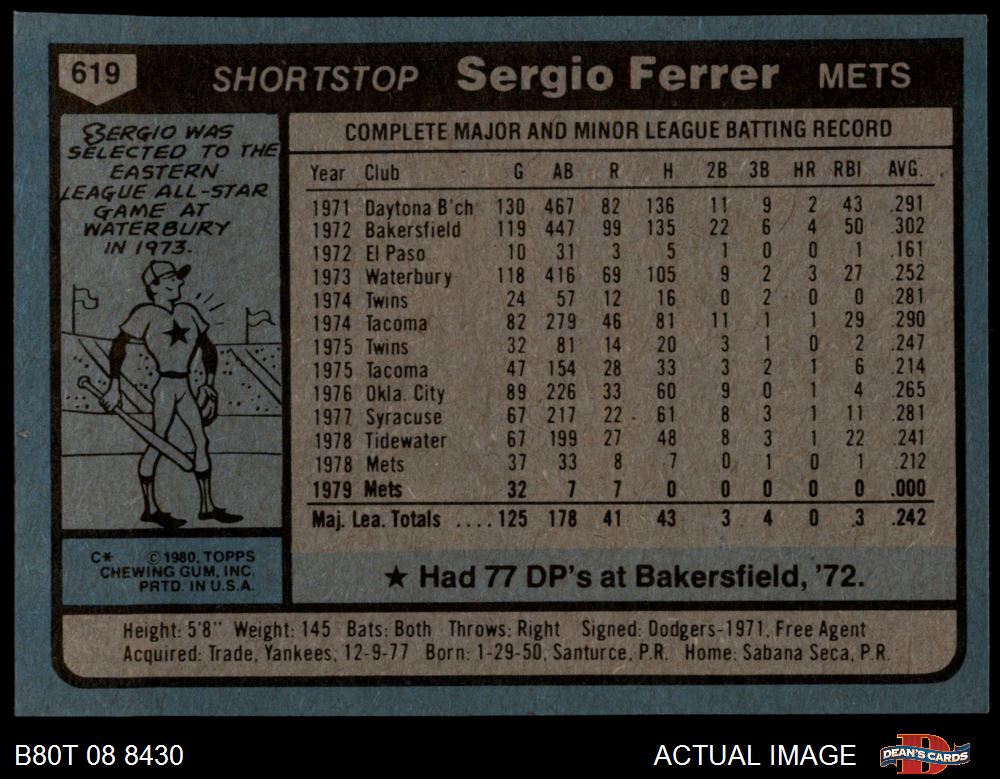 619 SHORTSTOP Sergio Ferrer METS
SERGIO WAS
SELECTED TO THE
EASTERN
LEAGUE ALL-STAR
GAME AT
WATERBURY
IN 1973.
C* © 1980, TOPPS
CHEWING GUM, INC.
PRTD. IN U.S.A.
COMPLETE MAJOR AND MINOR LEAGUE BATTING RECORD
Year Club G AB R H 2B 3B HR RBI AVG.
1971 Daytona B'ch 130 467 82 136 11 9 2 43 .291
1972 Bakersfield 119 447 99 135 22 6 4 50 .302
1972 El Paso 10 31 3 5 1 0 0 1 .161
1973 Waterbury 118 416 69 105 9 2 3 27 .252
1974 Twins 24 57 12 16 0 2 0 0 .281
1974 Tacoma 82 279 46 81 11 1 1 29 .290
1975 Twins 32 81 14 20 3 1 0 2 .247
1975 Tacoma 47 154 28 33 3 2 1 6 .214
1976 Okla. City 89 226 33 60 9 0 1 4 .265
1977 Syracuse 67 217 22 61 8 3 1 11 .281
1978 Tidewater 67 199 27 48 8 3 1 22 .241
1978 Mets 37 33 8 7 0 1 0 1 .212
1979 Mets 32 7 7 0 0 0 0 0 .000
Maj. Lea. Totals .... 125 178 41 43 3 4 0 3 .242
★ Had 77 DP's at Bakersfield, '72.
Height: 5'8" Weight: 145 Bats: Both Throws: Right Signed: Dodgers-1971, Free Agent
Acquired: Trade, Yankees, 12-9-77 Born: 1-29-50, Santurce, P.R. Home: Sabana Seca, P.R.
B80T 08 8430 ACTUAL IMAGE DEAN'S CARDS